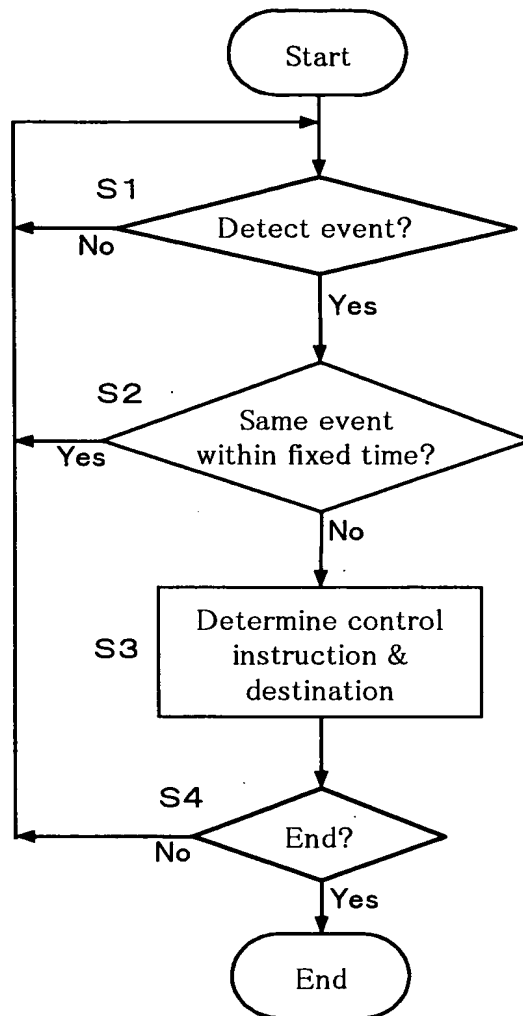 Start
S1
Detect event?
No
Yes
S2
Same event
within fixed time?
Yes
No
S3
Determine control
instruction &
destination
S4
End?
No
Yes
End